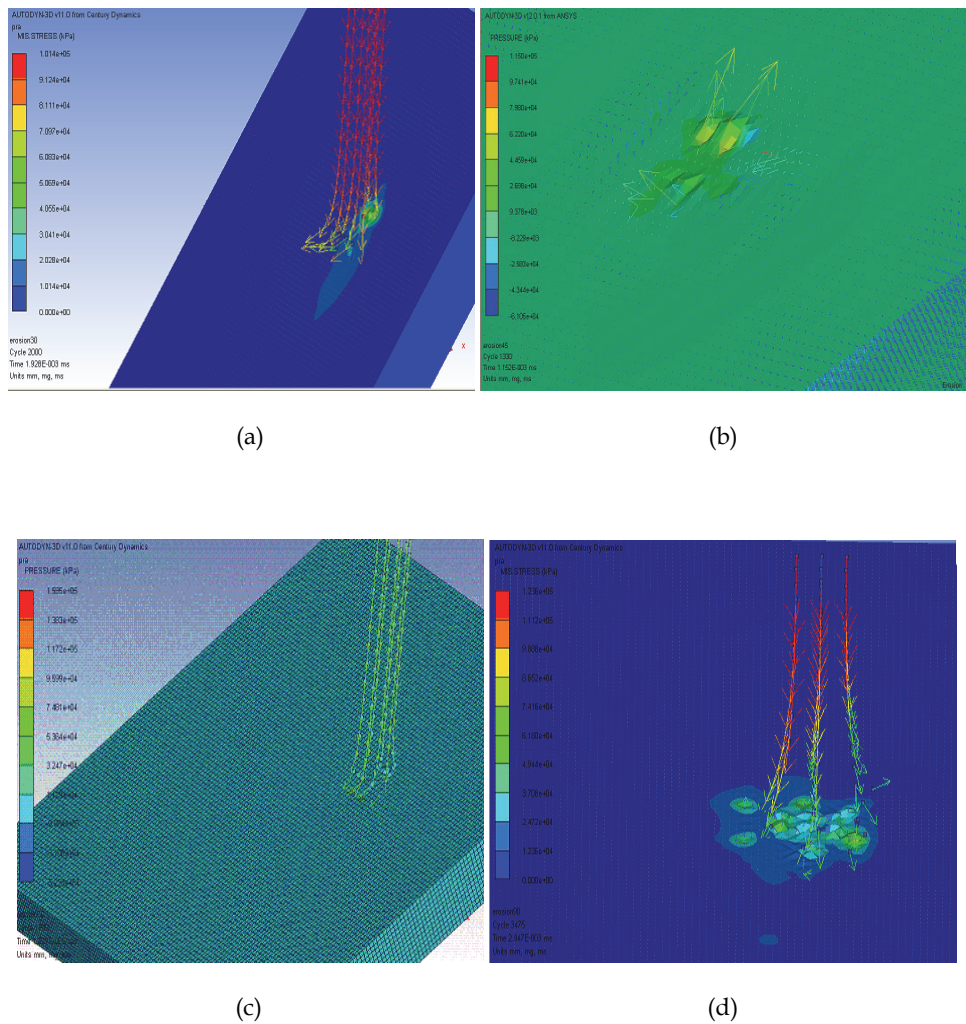 AUTODYN-3D v11.0 from Century Dynamics
pra
MIS.STRESS (kPa)
1.014e+05
9.124e+04
8.111e+04
7.097e+04
6.083e+04
5.069e+04
4.055e+04
3.041e+04
2.028e+04
1.014e+04
0.000e+00
erosion30
Cycle 2000
Time 1.928E-003 ms
Units mm, mg, ms
X
AUTODYN-3D v12.0.1 from ANSYS
PRESSURE (kPa)
1.150e+05
9.741e+04
7.980e+04
6.220e+04
4.459e+04
2.698e+04
9.378e+03
-8.229e+03
-2.583e+04
-4.344e+04
-6.105e+04
erosion45
Cycle 1330
Time 1.152E-003 ms
Units mm, mg, ms
Erosion
(a)
(b)
AUTODYN-3D v11.0 from Century Dynamics
pra
PRESSURE (kPa)
1.595e+05
1.383e+05
1.172e+05
9.599e+04
7.481e+04
5.364e+04
3.247e+04
Units mm, mg, ms
AUTODYN-3D v11.0 from Century Dynamics
pra
MIS.STRESS (kPa)
1.236e+05
1.112e+05
9.888e+04
8.652e+04
7.416e+04
6.180e+04
4.944e+04
3.708e+04
2.472e+04
1.236e+04
0.000e+00
Cycle 3475
Time 2.847E-003 ms
Units mm, mg, ms
(c)
(d)